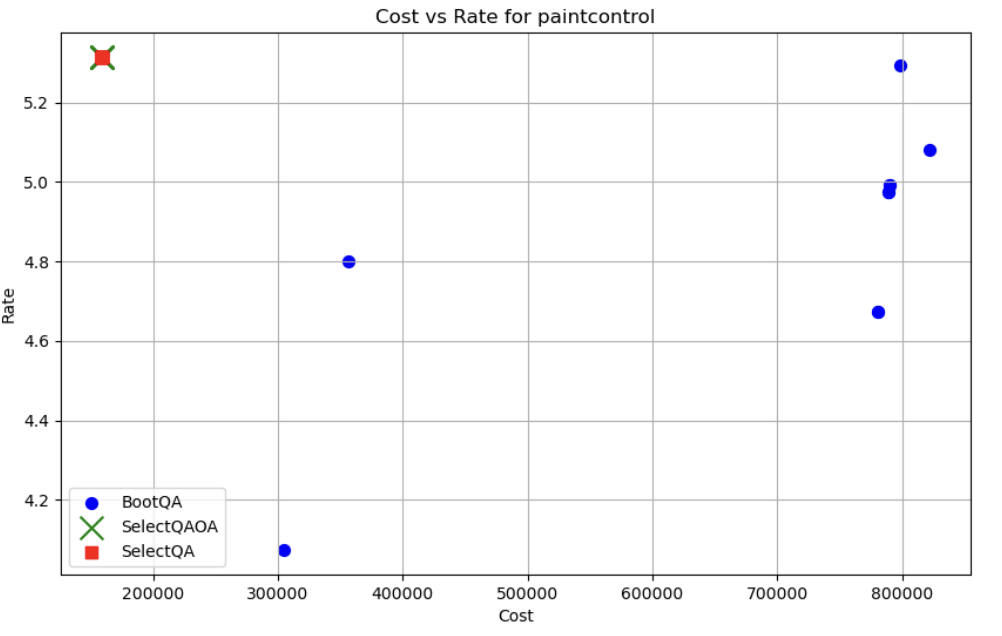 Cost vs Rate for paintcontrol
Rate
5.2
5.0
4.8
4.6
4.4
4.2
BootQA
SelectQAOA
SelectQA
200000 300000 400000 500000 600000 700000 800000
Cost